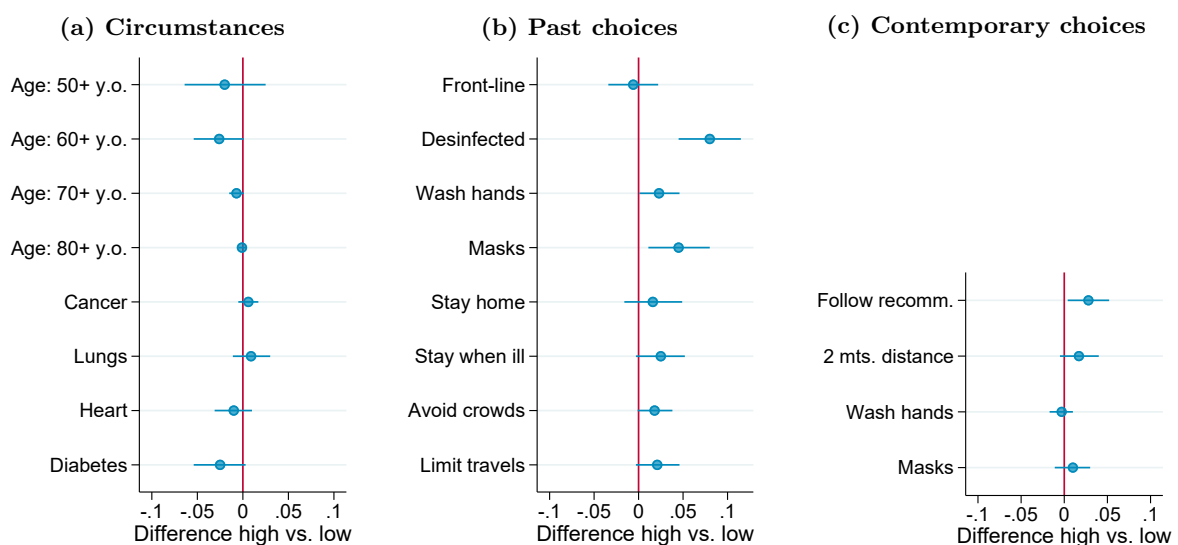 (a) Circumstances
Age: 50+ y.o.
Age: 60+ y.o.
Age: 70+ y.o.
Age: 80+ y.o.
Cancer
Lungs
Heart
Diabetes
-.1 -.05 0 .05 .1
Difference high vs. low
(b) Past choices
Front-line
Desinfected
Wash hands
Masks
Stay home
Stay when ill
Avoid crowds
Limit travels
-.1 -.05 0 .05 .1
Difference high vs. low
(c) Contemporary choices
Follow recomm.
2 mts. distance
Wash hands
Masks
-.1 -.05 0 .05 .1
Difference high vs. low